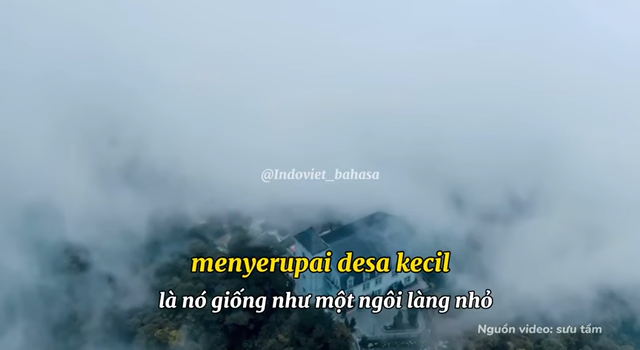 @Indoviet_bahasa
menyerupai desa kecil
là nó giống như một ngôi làng nhỏ
Nguồn video: sưu tầm